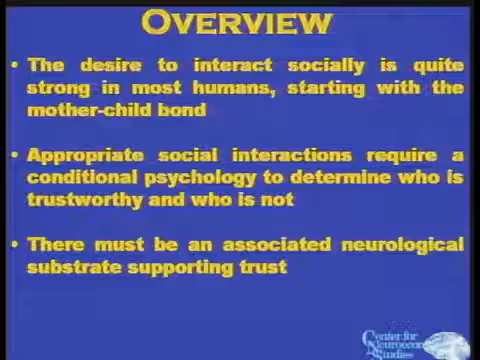 OVERVIEW
• The desire to interact socially is quite
strong in most humans, starting with the
mother-child bond
• Appropriate social interactions require a
conditional psychology to determine who is
trustworthy and who is not
• There must be an associated neurological
substrate supporting trust
Center for
Studies